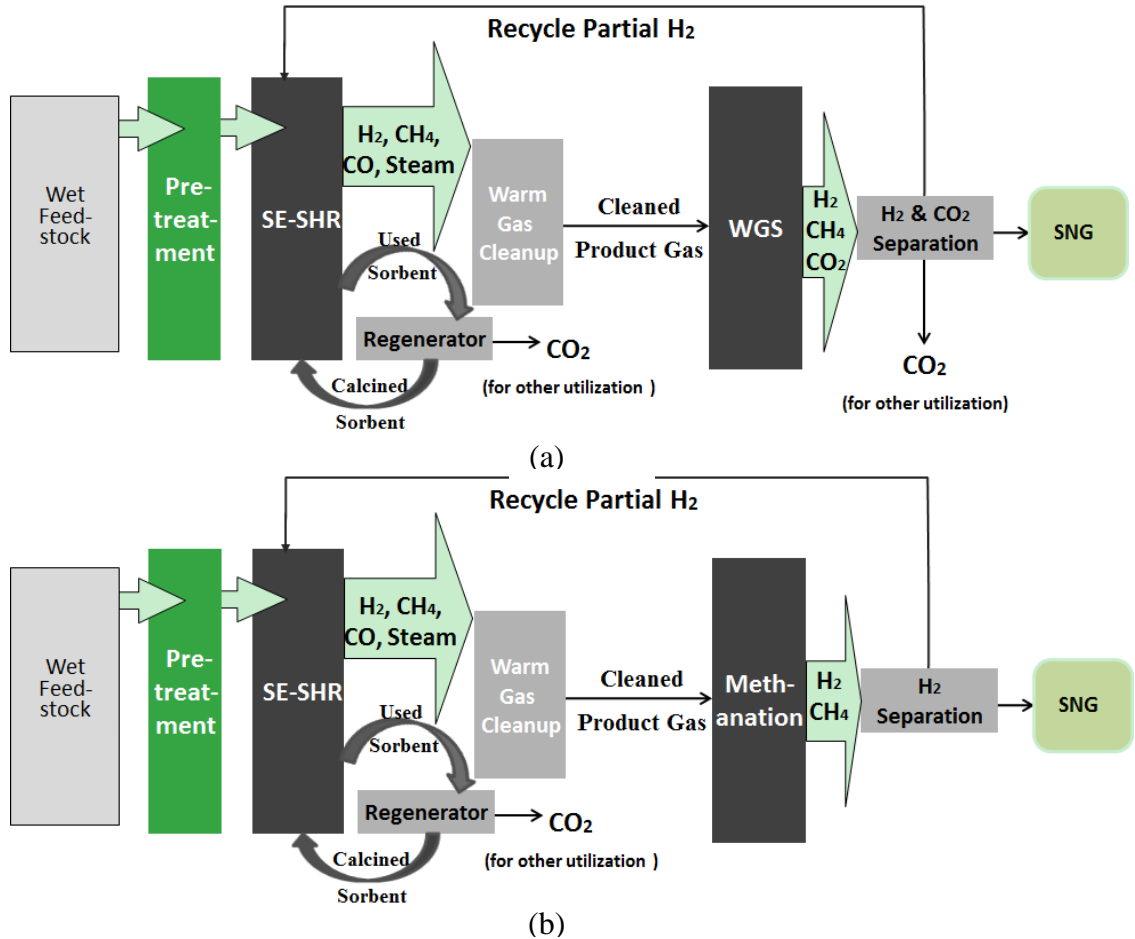 Recycle Partial H2
Wet
Feed-
stock
Pre-
treat-
ment
SE-SHR
H2, CH4,
CO, Steam
Used
Sorbent
Regenerator
CO2
(for other utilization )
Calcined
Sorbent
Warm
Gas
Cleanup
Cleaned
Product Gas
WGS
H2
CH4
CO2
H2 & CO2
Separation
CO2
(for other utilization)
SNG
(a)
Recycle Partial H2
Wet
Feed-
stock
Pre-
treat-
ment
SE-SHR
H2, CH4,
CO, Steam
Used
Sorbent
Regenerator
CO2
(for other utilization )
Calcined
Sorbent
Warm
Gas
Cleanup
Cleaned
Product Gas
Meth-
anation
H2
CH4
H2
Separation
SNG
(b)